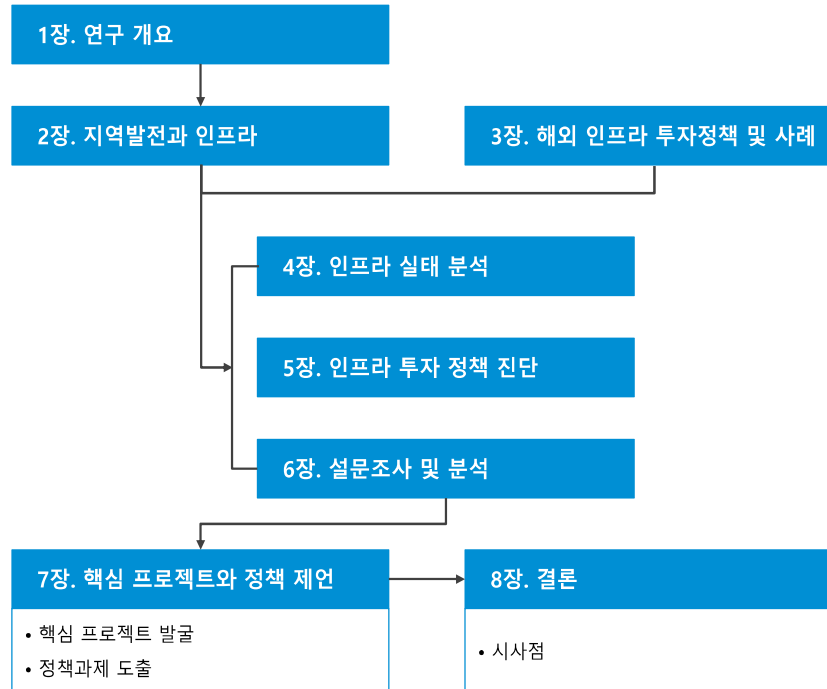 1장. 연구 개요
2장. 지역발전과 인프라
3장. 해외 인프라 투자정책 및 사례
4장. 인프라 실태 분석
5장. 인프라 투자 정책 진단
6장. 설문조사 및 분석
7장. 핵심 프로젝트와 정책 제언
• 핵심 프로젝트 발굴
• 정책과제 도출
8장. 결론
• 시사점